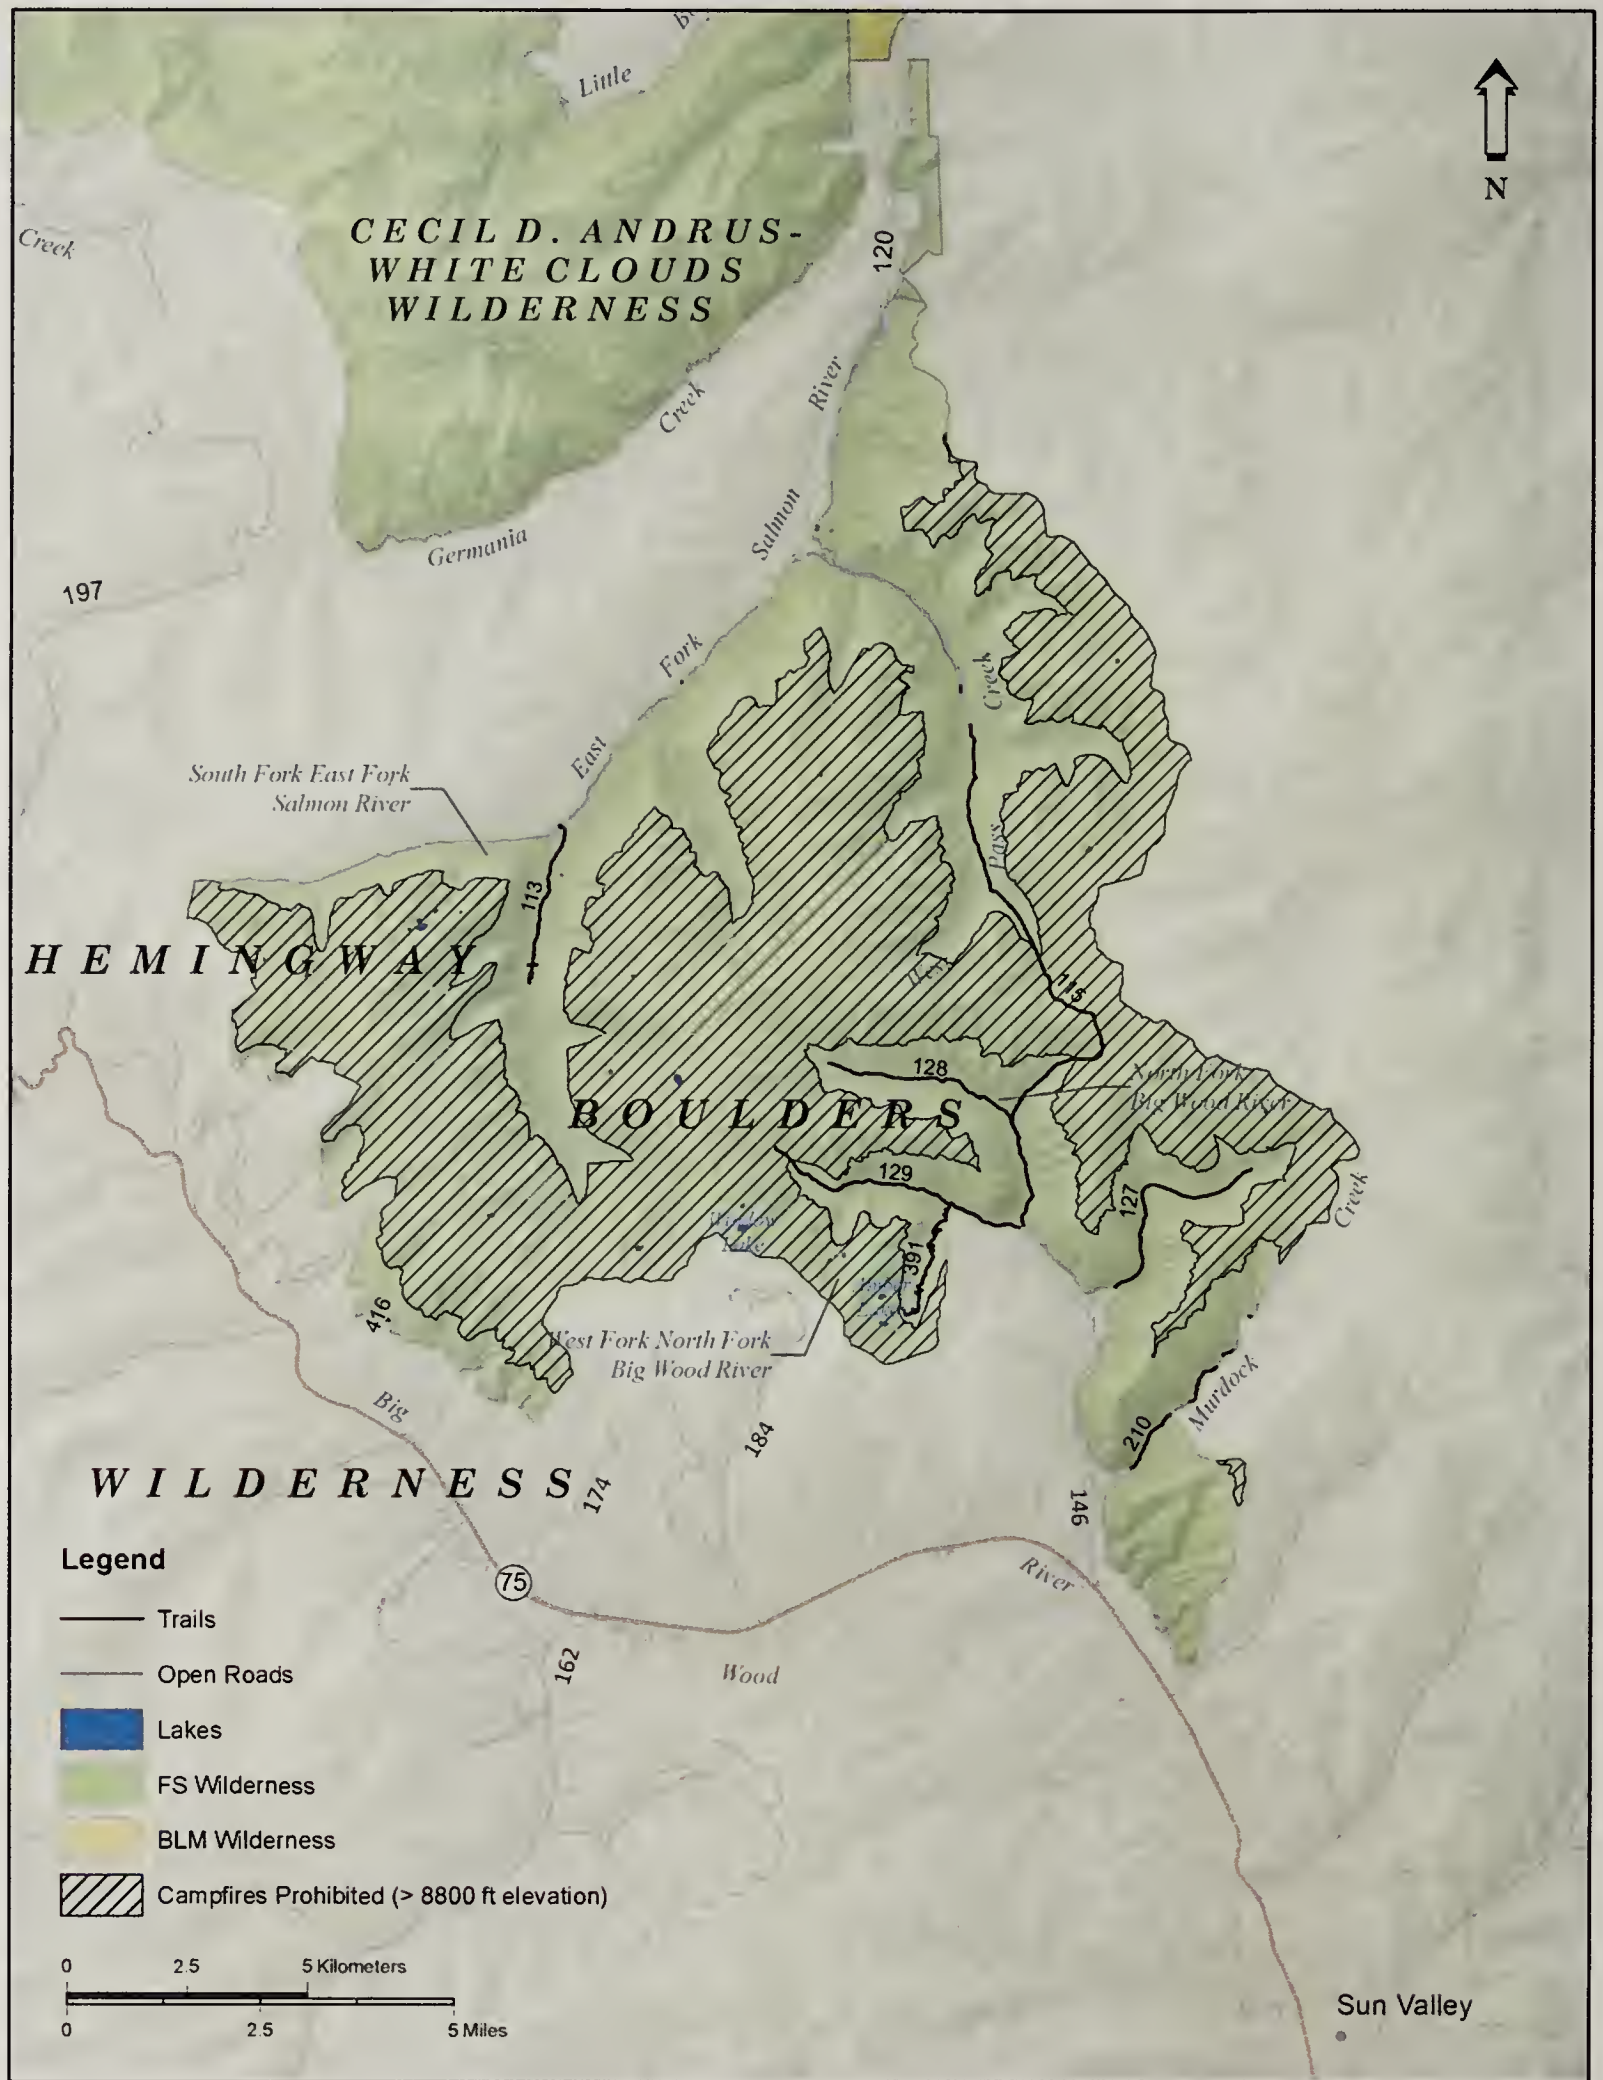 Little
N
Creek
CECIL D. ANDRUS-
WHITE CLOUDS
WILDERNESS
120
River
Creek
Salmon
Germania
197
Fork
Creek
East
South Fork East Fork
Salmon River
Pass
113
HEMINGWAY
West
115
128
North Fork
Big Wood River
BOULDERS
129
127
Creek
Window
Lake
391
416
West Fork North Fork
Big Wood River
Murdock
Big
210
184
WILDERNESS
174
146
Legend
75
River
Trails
162
Wood
Open Roads
Lakes
FS Wilderness
BLM Wilderness
Campfires Prohibited (> 8800 ft elevation)
0 2.5 5 Kilometers
0 2.5 5 Miles
Sun Valley